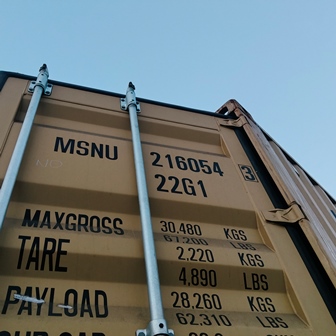 MSNU 216054 3
22G1
MAXGROSS 30.480 KGS
67.200 LBS
TARE 2.220 KGS
4.890 LBS
PAYLOAD 28.260 KGS
62.310 LBS